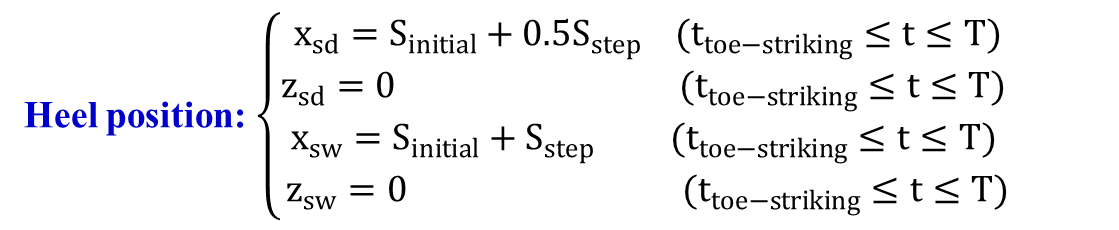 x_sd = S_initial + 0.5S_step (t_toe−striking ≤ t ≤ T)
z_sd = 0 (t_toe−striking ≤ t ≤ T)
Heel position:
x_sw = S_initial + S_step (t_toe−striking ≤ t ≤ T)
z_sw = 0 (t_toe−striking ≤ t ≤ T)